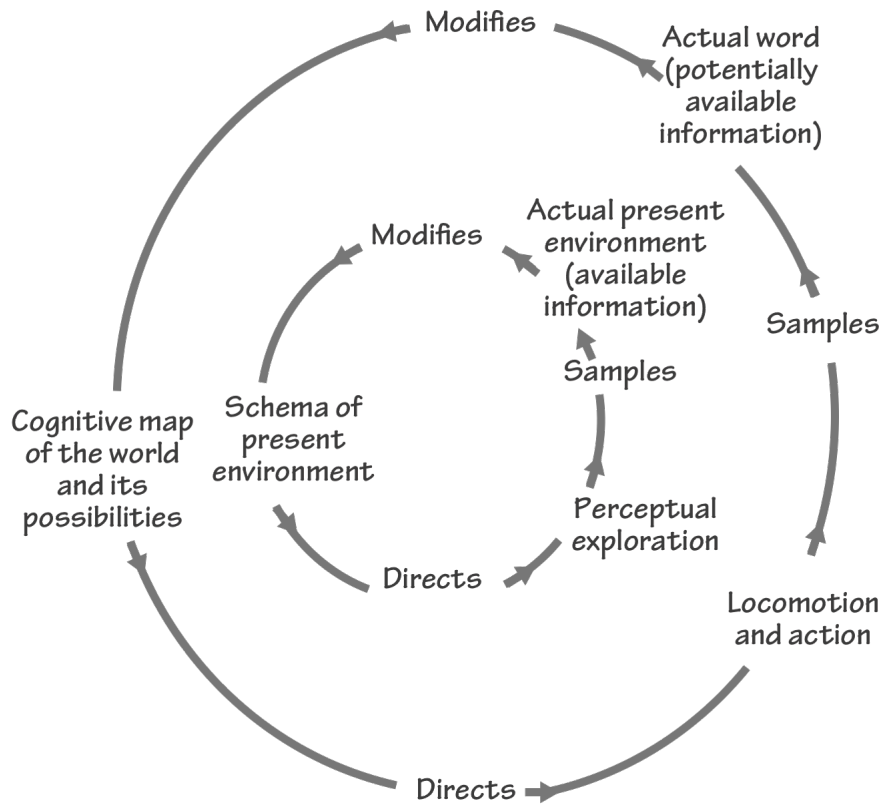 Modifies
Actual word
(potentially
available
information)
Modifies
Actual present
environment
(available
information)
Samples
Samples
Cognitive map
of the world
and its
possibilities
Schema of
present
environment
Perceptual
exploration
Directs
Locomotion
and action
Directs